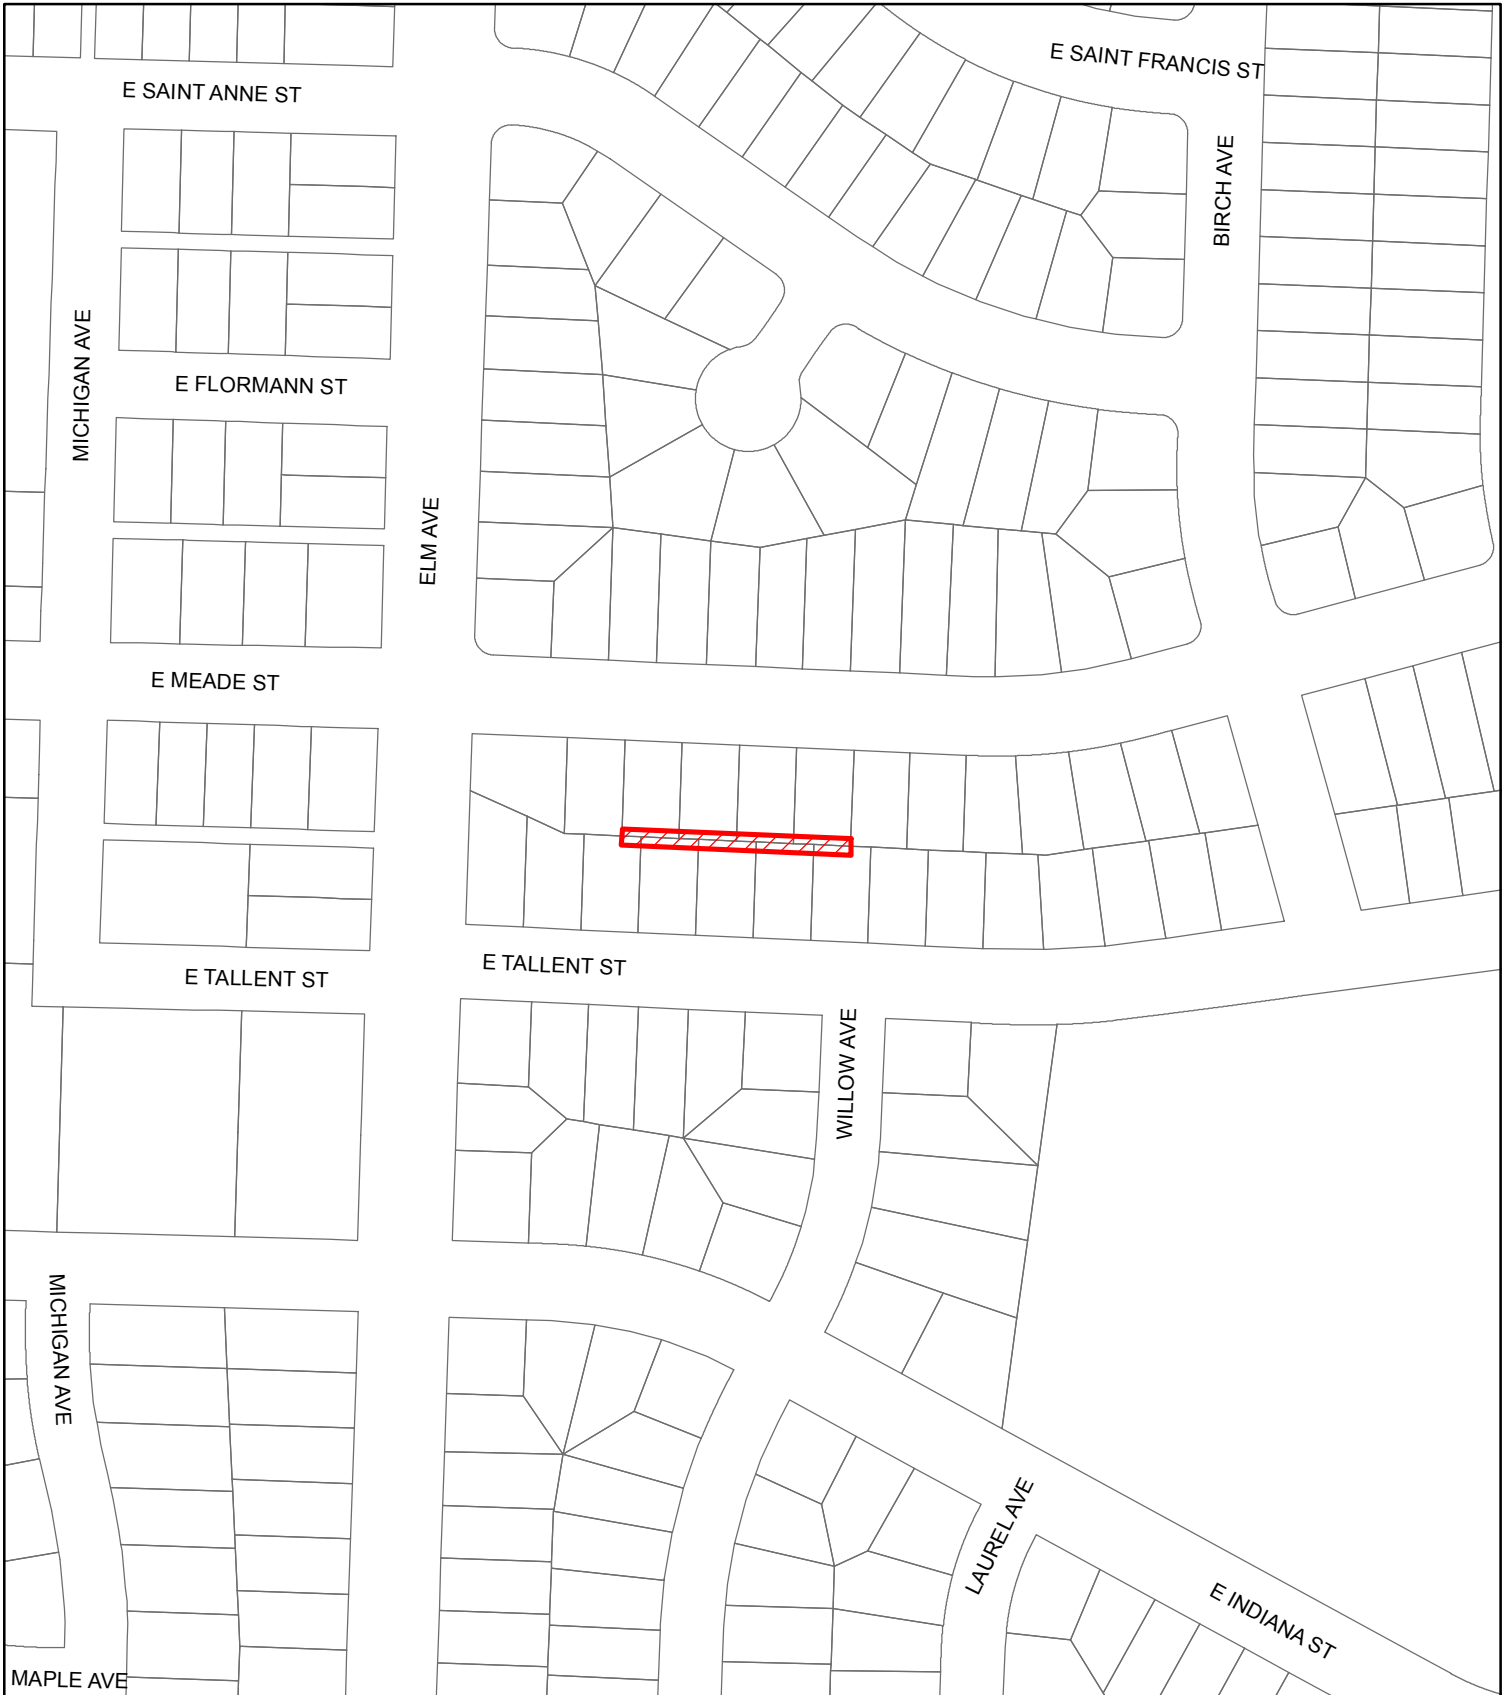 E SAINT FRANCIS ST
E SAINT ANNE ST
BIRCH AVE
MICHIGAN AVE
E FLORMANN ST
ELM AVE
E MEADE ST
E TALLENT ST
E TALLENT ST
WILLOW AVE
MICHIGAN AVE
LAUREL AVE
E INDIANA ST
MAPLE AVE